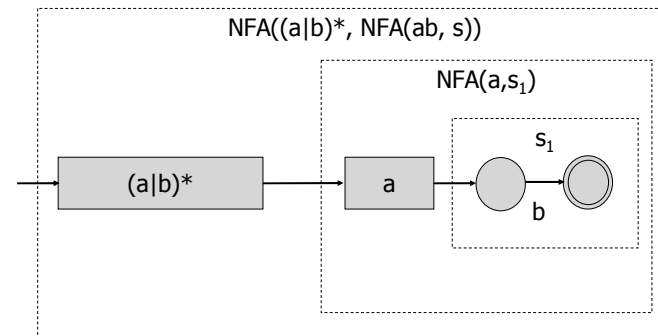 NFA((a|b)*, NFA(ab, s))
NFA(a,s₁)
s₁
(a|b)*
a
b